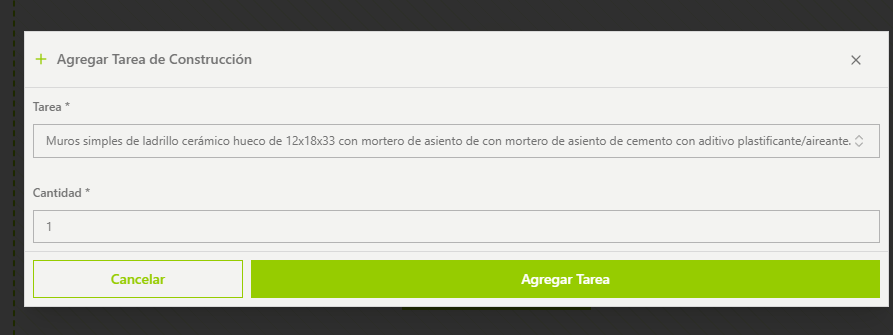 Agregar Tarea de Construcción
Tarea *
Muros simples de ladrillo cerámico hueco de 12x18x33 con mortero de asiento de con mortero de asiento de cemento con aditivo plastificante/aireante.
Cantidad *
1
Cancelar
Agregar Tarea